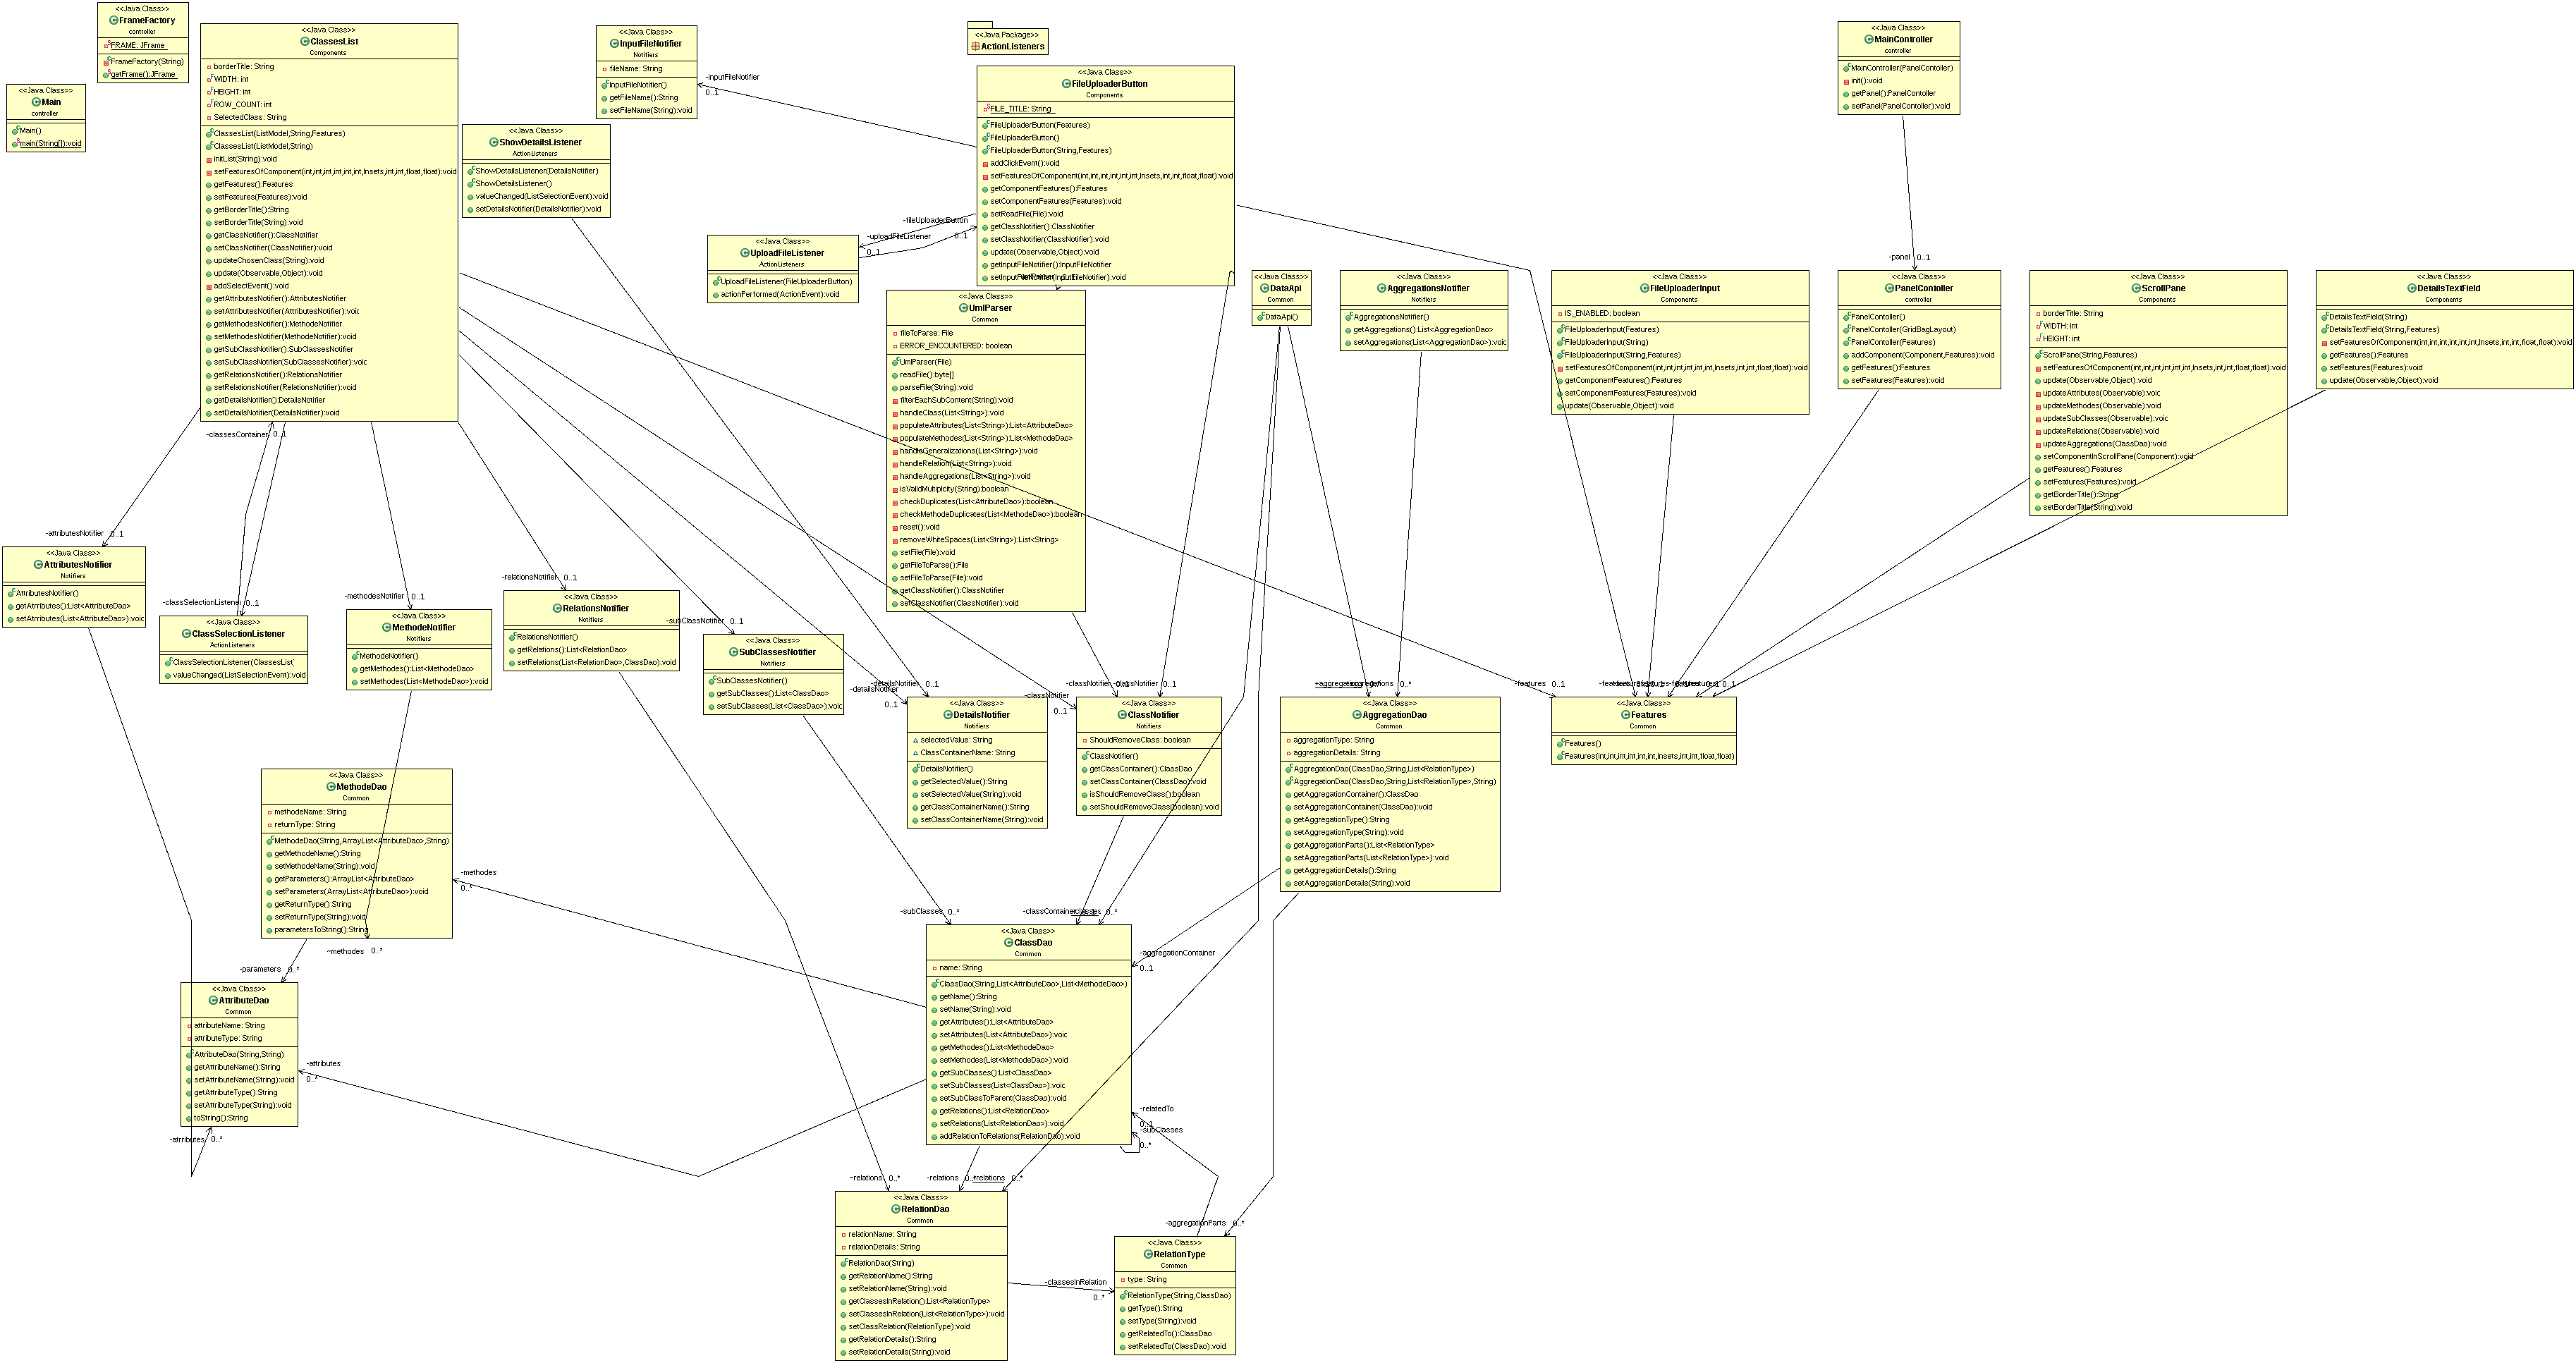 <<Java Class>>
FrameFactory
controller
FRAME: JFrame
FrameFactory(String)
getFrame():JFrame
<<Java Class>>
Main
controller
Main()
main(String[]):void
<<Java Class>>
ClassesList
Components
borderTitle: String
WIDTH: int
HEIGHT: int
ROW_COUNT: int
SelectedClass: String
ClassesList(ListModel,String,Features)
ClassesList(ListModel,String)
initList(String):void
setFeaturesOfComponent(int,int,int,int,int,int,Insets,int,int,float,float):void
getFeatures():Features
setFeatures(Features):void
getBorderTitle():String
setBorderTitle(String):void
getClassNotifier():ClassNotifier
setClassNotifier(ClassNotifier):void
updateChosenClass(String):void
update(Observable,Object):void
addSelectEvent():void
getAttributesNotifier():AttributesNotifier
setAttributesNotifier(AttributesNotifier):voic
getMethodesNotifier():MethodeNotifier
setMethodesNotifier(MethodeNotifier):void
getSubClassNotifier():SubClassesNotifier
setSubClassNotifier(SubClassesNotifier):voic
getRelationsNotifier():RelationsNotifier
setRelationsNotifier(RelationsNotifier):void
getDetailsNotifier():DetailsNotifier
setDetailsNotifier(DetailsNotifier):void
<<Java Class>>
InputFileNotifier
Notifiers
fileName: String
InputFileNotifier()
getFileName():String
setFileName(String):void
-inputFileNotifier
0..1
<<Java Class>>
ShowDetailsListener
ActionListeners
ShowDetailsListener(DetailsNotifier)
ShowDetailsListener()
valueChanged(ListSelectionEvent):void
setDetailsNotifier(DetailsNotifier):void
<<Java Package>>
ActionListeners
<<Java Class>>
FileUploaderButton
Components
FILE_TITLE: String
FileUploaderButton(Features)
FileUploaderButton()
FileUploaderButton(String,Features)
addClickEvent():void
setFeaturesOfComponent(int,int,int,int,int,int,Insets,int,int,float,float):void
getComponentFeatures():Features
setComponentFeatures(Features):void
setReadFile(File):void
getClassNotifier():ClassNotifier
setClassNotifier(ClassNotifier):void
update(Observable,Object):void
getInputFileNotifier():InputFileNotifier
-fileUploaderButton
0..1
-uploadFileListener
0..1
<<Java Class>>
UploadFileListener
ActionListeners
UploadFileListener(FileUploaderButton)
actionPerformed(ActionEvent):void
<<Java Class>>
MainController
controller
MainController(PanelContoller)
init():void
getPanel():PanelContoller
setPanel(PanelContoller):void
-panel
0..1
<<Java Class>>
UmlParser
Common
fileToParse: File
ERROR_ENCOUNTERED: boolean
UmlParser(File)
readFile():byte[]
parseFile(String):void
filterEachSubContent(String):void
handleClass(List<String>):void
populateAttributes(List<String>):List<AttributeDao>
populateMethodes(List<String>):List<MethodeDao>
handleGeneralizations(List<String>):void
handleRelation(List<String>):void
handleAggregations(List<String>):void
isValidMultiplcity(String):boolean
checkDuplicates(List<AttributeDao>):boolean
checkMethodeDuplicates(List<MethodeDao>):boolean
reset():void
removeWhiteSpaces(List<String>):List<String>
setFile(File):void
getFileToParse():File
setFileToParse(File):void
getClassNotifier():ClassNotifier
setClassNotifier(ClassNotifier):void
<<Java Class>>
DataApi
Common
DataApi()
<<Java Class>>
AggregationsNotifier
Notifiers
AggregationsNotifier()
getAggregations():List<AggregationDao>
setAggregations(List<AggregationDao>):voic
<<Java Class>>
FileUploaderInput
Components
IS_ENABLED: boolean
FileUploaderInput(Features)
FileUploaderInput(String)
FileUploaderInput(String,Features)
setFeaturesOfComponent(int,int,int,int,int,int,Insets,int,int,float,float):void
getComponentFeatures():Features
setComponentFeatures(Features):void
update(Observable,Object):void
<<Java Class>>
PanelContoller
controller
PanelContoller()
PanelContoller(GridBagLayout)
PanelContoller(Features)
addComponent(Component,Features):void
getFeatures():Features
setFeatures(Features):void
<<Java Class>>
ScrollPane
Components
borderTitle: String
WIDTH: int
HEIGHT: int
ScrollPane(String,Features)
setFeaturesOfComponent(int,int,int,int,int,int,Insets,int,int,float,float):void
update(Observable,Object):void
updateAttributes(Observable):voic
updateMethodes(Observable):void
updateSubClasses(Observable):voic
updateRelations(Observable):void
updateAggregations(ClassDao):void
setComponentInScrollPane(Component):void
getFeatures():Features
setFeatures(Features):void
getBorderTitle():String
setBorderTitle(String):void
<<Java Class>>
DetailsTextField
Components
DetailsTextField(String)
DetailsTextField(String,Features)
setFeaturesOfComponent(int,int,int,int,int,int,Insets,int,int,float,float):void
getFeatures():Features
setFeatures(Features):void
update(Observable,Object):void
-classesContainer
0..1
-attributesNotifier
0..1
<<Java Class>>
AttributesNotifier
Notifiers
AttributesNotifier()
getAtrributes():List<AttributeDao>
setAtrributes(List<AttributeDao>):voic
-classSelectionListener
0..1
<<Java Class>>
ClassSelectionListener
ActionListeners
ClassSelectionListener(ClassesList)
valueChanged(ListSelectionEvent):void
-methodesNotifier
0..1
<<Java Class>>
MethodeNotifier
Notifiers
MethodeNotifier()
getMethodes():List<MethodeDao>
setMethodes(List<MethodeDao>):void
-relationsNotifier
0..1
<<Java Class>>
RelationsNotifier
Notifiers
RelationsNotifier()
getRelations():List<RelationDao>
setRelations(List<RelationDao>,ClassDao):void
-subClassNotifier
0..1
<<Java Class>>
SubClassesNotifier
Notifiers
SubClassesNotifier()
getSubClasses():List<ClassDao>
setSubClasses(List<ClassDao>):voic
-detailsNotifier
0..1
-detailsNotifier
0..1
<<Java Class>>
DetailsNotifier
Notifiers
selectedValue: String
ClassContainerName: String
DetailsNotifier()
getSelectedValue():String
setSelectedValue(String):void
getClassContainerName():String
setClassContainerName(String):void
-classNotifier
-classNotifier
0..1
-classNotifier
0..1
<<Java Class>>
ClassNotifier
Notifiers
ShouldRemoveClass: boolean
ClassNotifier()
getClassContainer():ClassDao
setClassContainer(ClassDao):void
isShouldRemoveClass():boolean
setShouldRemoveClass(boolean):void
0..*
<<Java Class>>
AggregationDao
Common
aggregationType: String
aggregationDetails: String
AggregationDao(ClassDao,String,List<RelationType>)
AggregationDao(ClassDao,String,List<RelationType>,String)
getAggregationContainer():ClassDao
setAggregationContainer(ClassDao):void
getAggregationType():String
setAggregationType(String):void
getAggregationParts():List<RelationType>
setAggregationParts(List<RelationType>):void
getAggregationDetails():String
setAggregationDetails(String):void
-features
0..1
<<Java Class>>
Features
Common
Features()
Features(int,int,int,int,int,int,Insets,int,int,float,float)
<<Java Class>>
MethodeDao
Common
methodeName: String
returnType: String
MethodeDao(String,ArrayList<AttributeDao>,String)
getMethodeName():String
setMethodeName(String):void
getParameters():ArrayList<AttributeDao>
setParameters(ArrayList<AttributeDao>):void
getReturnType():String
setReturnType(String):void
parametersToString():String
-methodes
0..*
~methodes
0..*
-parameters
0..*
<<Java Class>>
AttributeDao
Common
attributeName: String
attributeType: String
AttributeDao(String,String)
getAttributeName():String
setAttributeName(String):void
getAttributeType():String
setAttributeType(String):void
toString():String
-attributes
0..*
-atrributes
0..*
-subClasses
0..*
-classContainer
0..*
<<Java Class>>
ClassDao
Common
name: String
ClassDao(String,List<AttributeDao>,List<MethodeDao>)
getName():String
setName(String):void
getAttributes():List<AttributeDao>
setAttributes(List<AttributeDao>):voic
getMethodes():List<MethodeDao>
setMethodes(List<MethodeDao>):void
getSubClasses():List<ClassDao>
setSubClasses(List<ClassDao>):voic
setSubClassToParent(ClassDao):void
getRelations():List<RelationDao>
setRelations(List<RelationDao>):void
addRelationToRelations(RelationDao):void
-aggregationContainer
0..1
-relatedTo
0..1
-subClasses
0..*
~relations
0..*
-relations
+relations
0..*
<<Java Class>>
RelationDao
Common
relationName: String
relationDetails: String
RelationDao(String)
getRelationName():String
setRelationName(String):void
getClassesInRelation():List<RelationType>
setClassesInRelation(List<RelationType>):void
setClassRelation(RelationType):void
getRelationDetails():String
setRelationDetails(String):void
-classesInRelation
0..*
-aggregationParts
0..*
<<Java Class>>
RelationType
Common
type: String
RelationType(String,ClassDao)
getType():String
setType(String):void
getRelatedTo():ClassDao
setRelatedTo(ClassDao):void